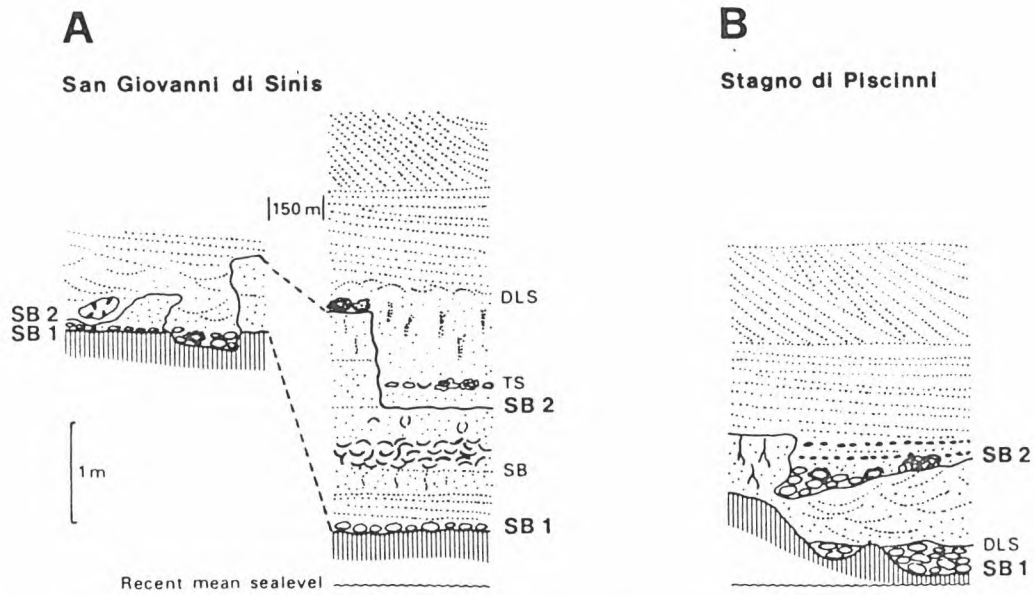 A
San Giovanni di Sinis
150 m
SB 2
SB 1
1 m
DLS
TS
SB 2
SB
SB 1
Recent mean sealevel
B
Stagno di Piscinni
SB 2
DLS
SB 1